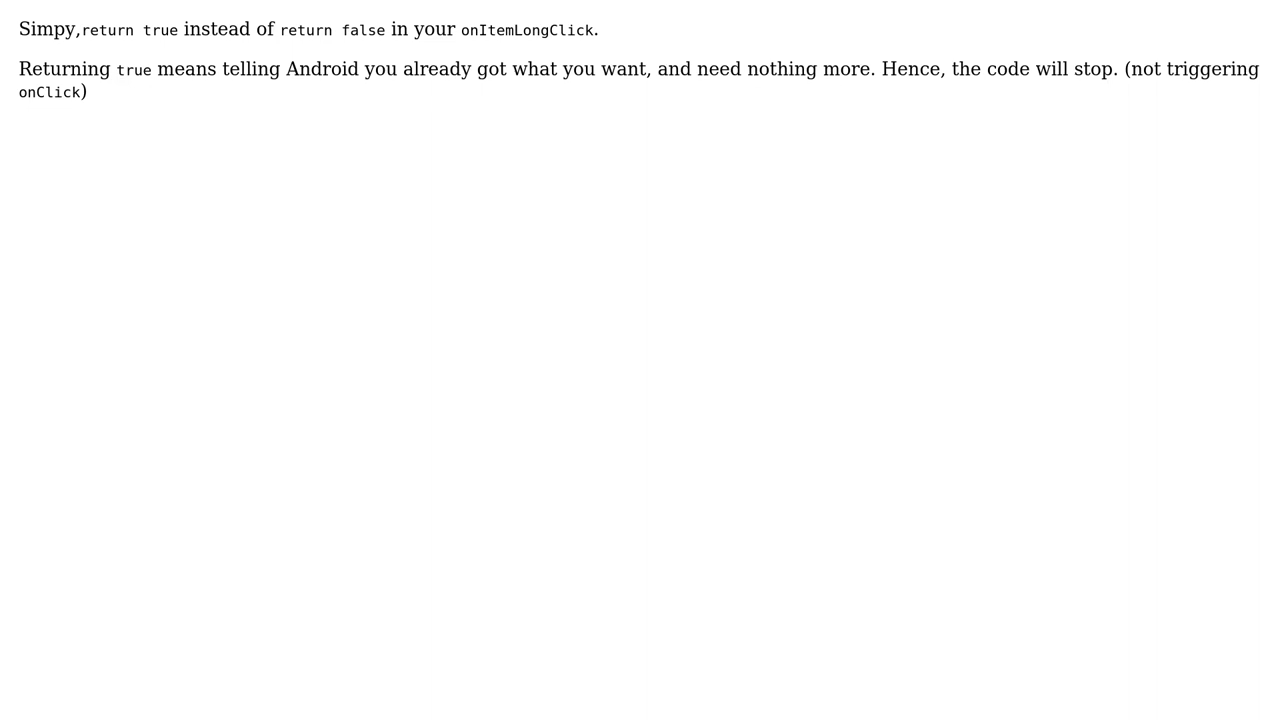 Simpy,return true instead of return false in your onItemLongClick.
Returning true means telling Android you already got what you want, and need nothing more. Hence, the code will stop. (not triggering
onClick)